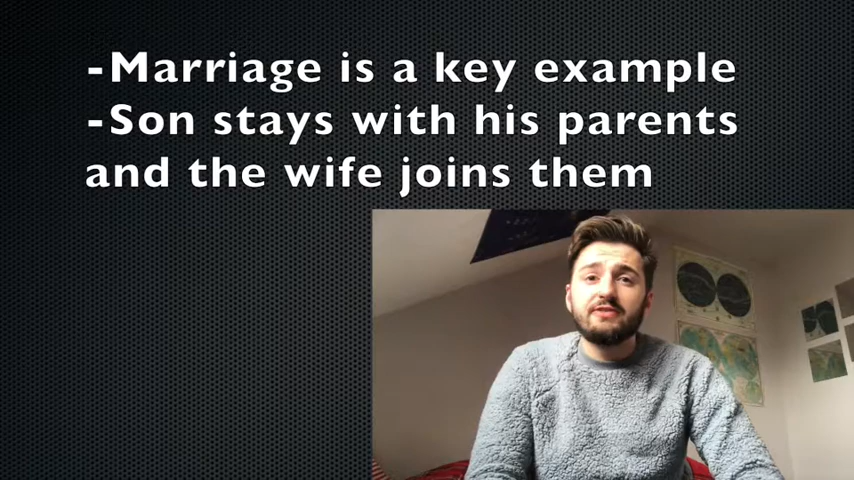 -Marriage is a key example
-Son stays with his parents
and the wife joins them